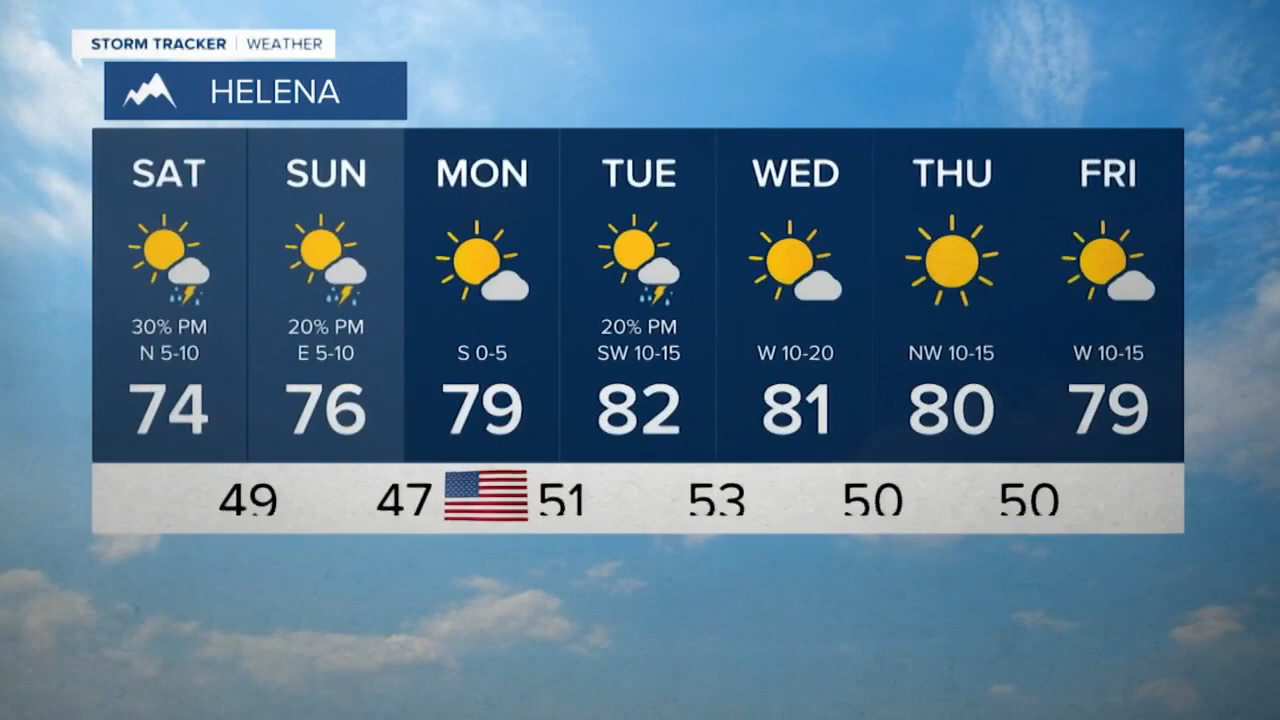 STORM TRACKER | WEATHER
HELENA
SAT SUN MON TUE WED THU FRI
30% PM 20% PM 20% PM
N 5-10 E 5-10 S 0-5 SW 10-15 W 10-20 NW 10-15 W 10-15
74 76 79 82 81 80 79
49 47 51 53 50 50